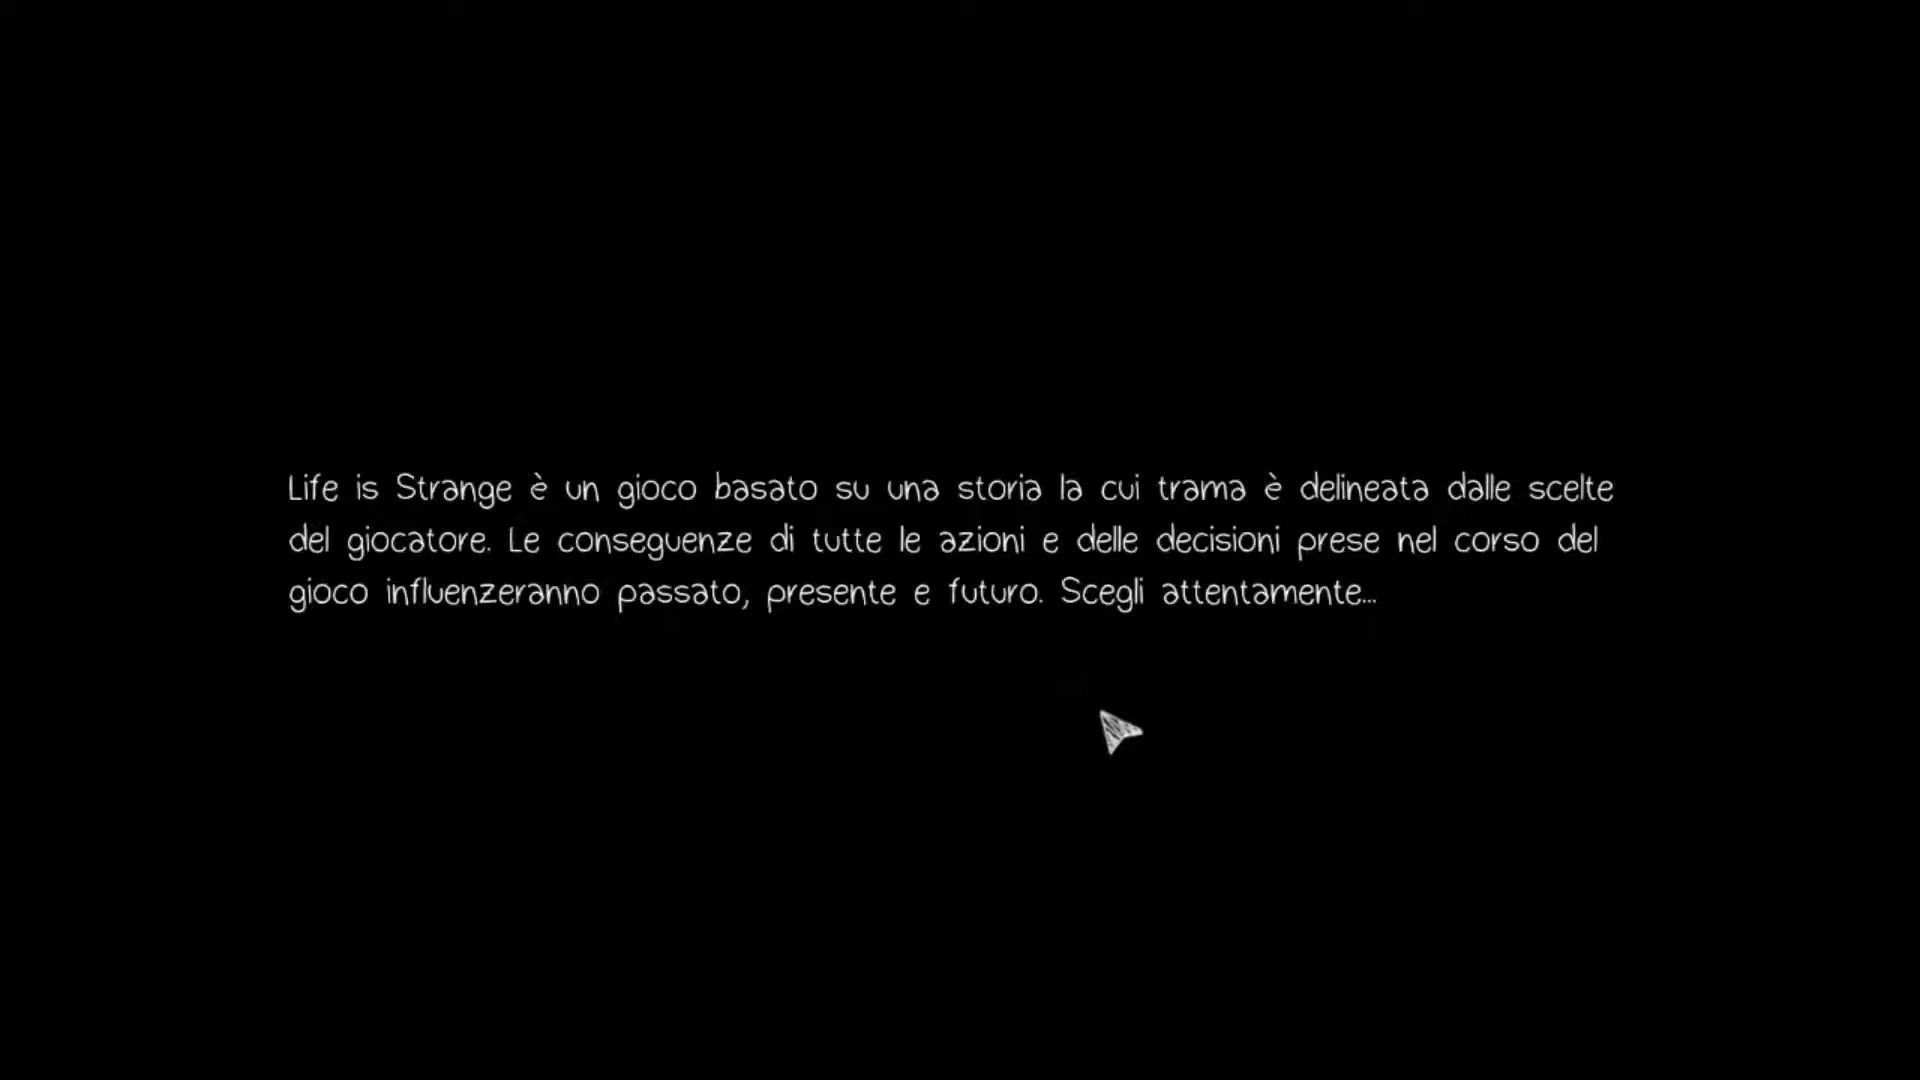 Life is Strange è un gioco basato su una storia la cui trama è delineata dalle scelte
del giocatore. Le conseguenze di tutte le azioni e delle decisioni prese nel corso del
gioco influenzeranno passato, presente e futuro. Scegli attentamente...